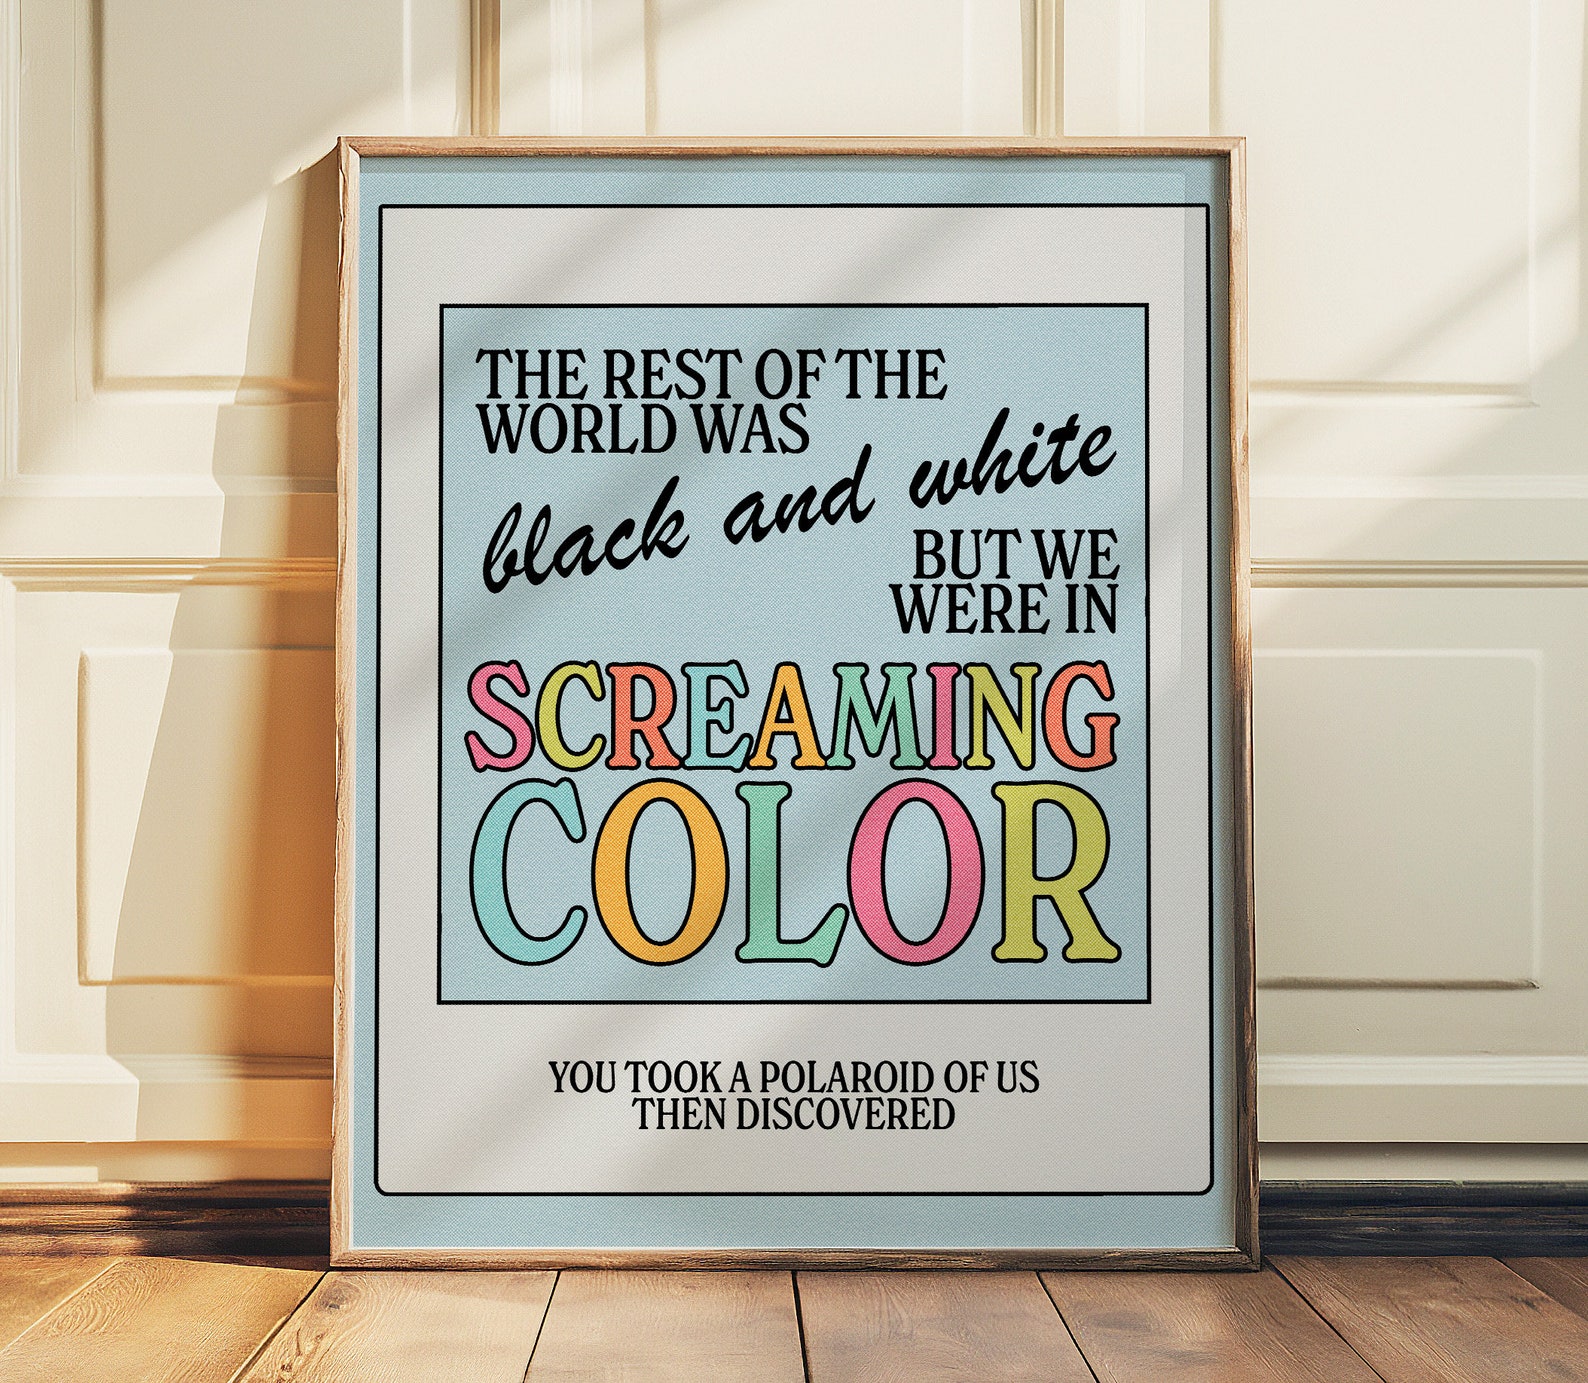 THE REST OF THE
WORLD WAS
black and white
BUT WE
WERE IN
SCREAMING
COLOR
YOU TOOK A POLAROID OF US
THEN DISCOVERED